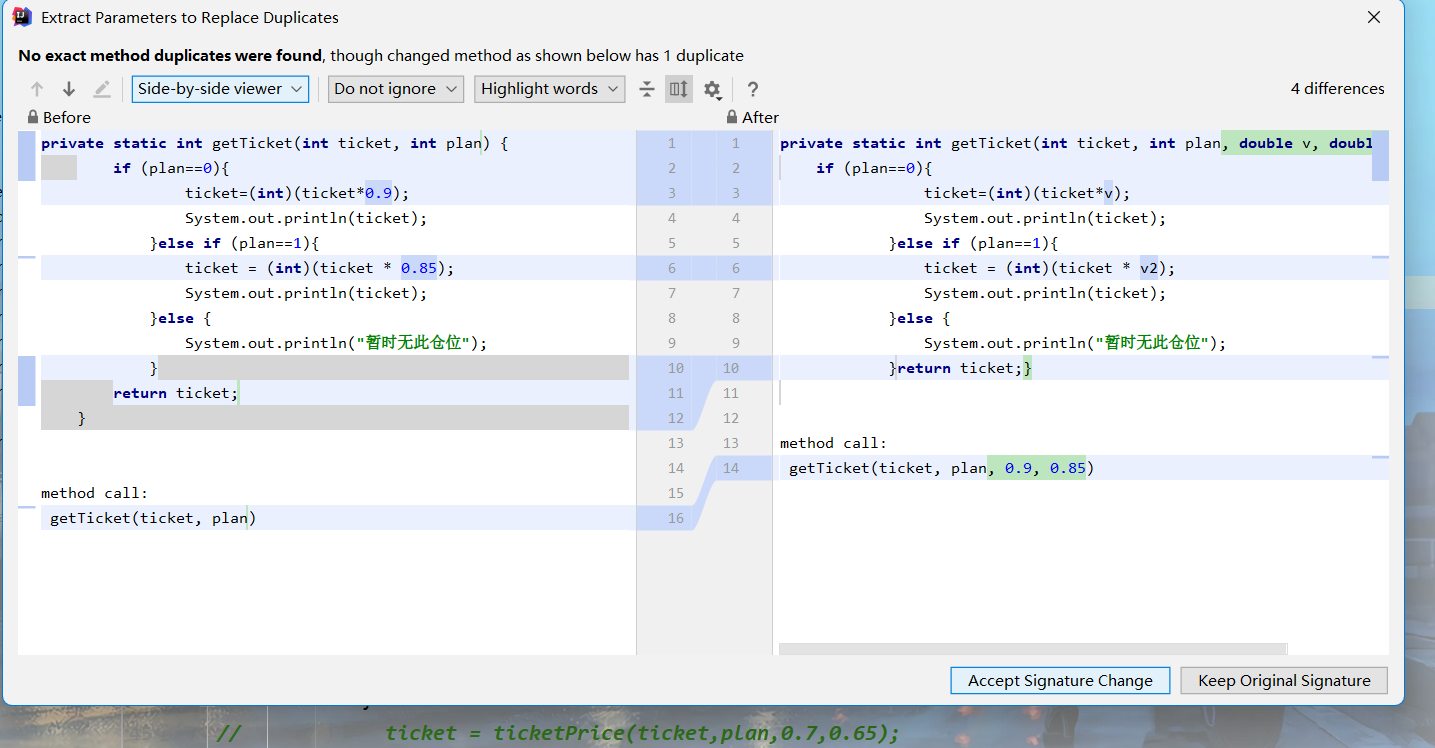 Extract Parameters to Replace Duplicates
No exact method duplicates were found, though changed method as shown below has 1 duplicate
Side-by-side viewer
Do not ignore
Highlight words
?
4 differences
Before
After
private static int getTicket(int ticket, int plan) {
if (plan==0){
ticket=(int)(ticket*0.9);
System.out.println(ticket);
}else if (plan==1){
ticket = (int)(ticket * 0.85);
System.out.println(ticket);
}else {
System.out.println("暂时无此仓位");
}
return ticket;
}
method call:
getTicket(ticket, plan)
1 1
2 2
3 3
4 4
5 5
6 6
7 7
8 8
9 9
10 10
11 11
12 12
13 13
14 14
15
16
private static int getTicket(int ticket, int plan, double v, doubl
if (plan==0){
ticket=(int)(ticket*v);
System.out.println(ticket);
}else if (plan==1){
ticket = (int)(ticket * v2);
System.out.println(ticket);
}else {
System.out.println("暂时无此仓位");
}return ticket;}
method call:
getTicket(ticket, plan, 0.9, 0.85)
Accept Signature Change
Keep Original Signature
// ticket = ticketPrice(ticket,plan,0.7,0.65);